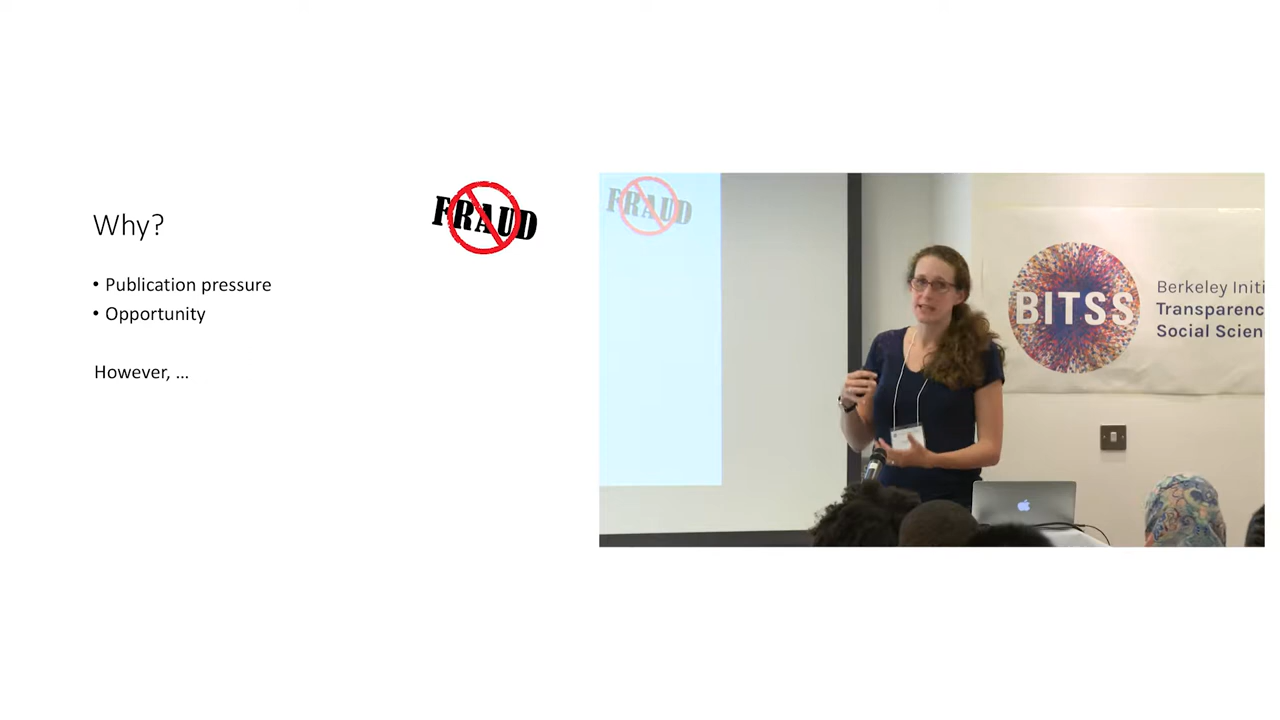 Why?
FRAUD
• Publication pressure
• Opportunity
However, ...
FRAUD
BITSS
Berkeley Initi
Transparenc
Social Scien